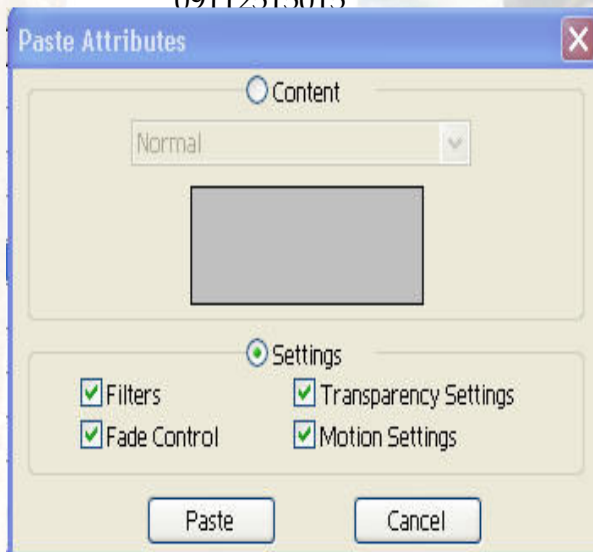 Paste Attributes
Content
Normal
Settings
Filters
Transparency Settings
Fade Control
Motion Settings
Paste
Cancel